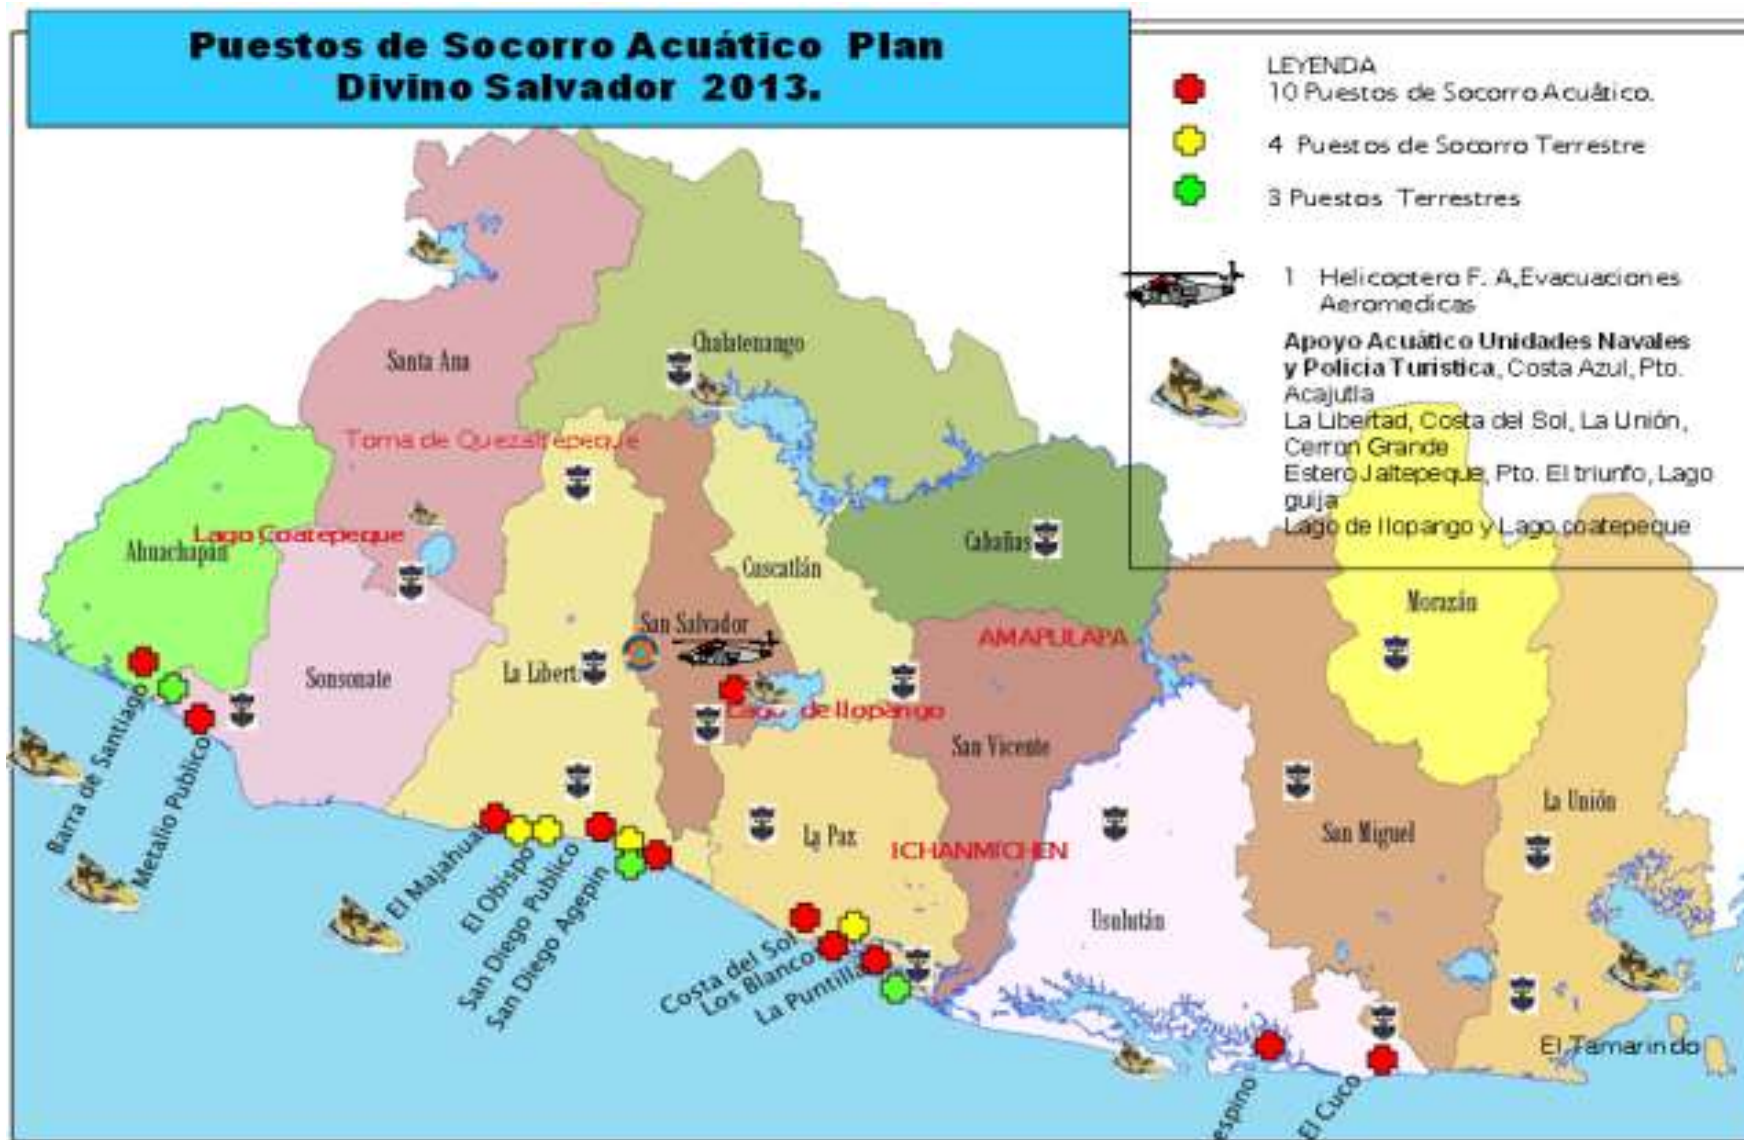 Puestos de Socorro Acuático Plan
Divino Salvador 2013.
LEYENDA
10 Puestos de Socorro Acuático.
4 Puestos de Socorro Terrestre
3 Puestos Terrestres
1 Helicoptero F. A,Evacuaciones
Aeromedicas
Apoyo Acuático Unidades Navales
y Policia Turistica, Costa Azul, Pto.
Acajutla
La Libertad, Costa del Sol, La Unión,
Cerron Grande
Estero Jaltepeque, Pto. El triunfo, Lago
guija
Lago de Ilopango y Lago coatepeque
Chalatenango
Santa Ana
Toma de Quezaltepeque
Lago Coatepeque
Ahuachapán
Cabañas
Cuscatlán
Morazán
San Salvador
AMAPULAPA
Sonsonate
La Libert
Lago de Ilopango
San Vicente
La Unión
San Miguel
La Paz
ICHANMICHEN
Usulután
Barra de Santiago
Metalio Publico
El Majahual
El Obispo
San Diego Publico
San Diego Agepin
Costa del Sol
Los Blanco
La Puntilla
El Tamarindo
espino
El Cuco